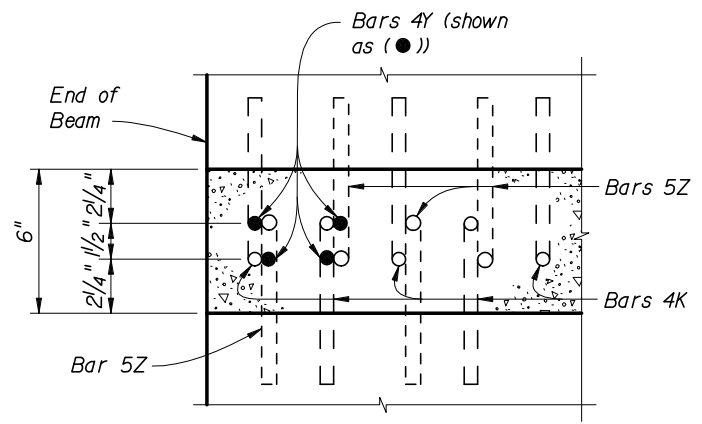 Bars 4Y (shown
as ( ● ))
End of
Beam
Bars 5Z
6"
2¼"
1½"
2¼"
Bars 4K
Bar 5Z